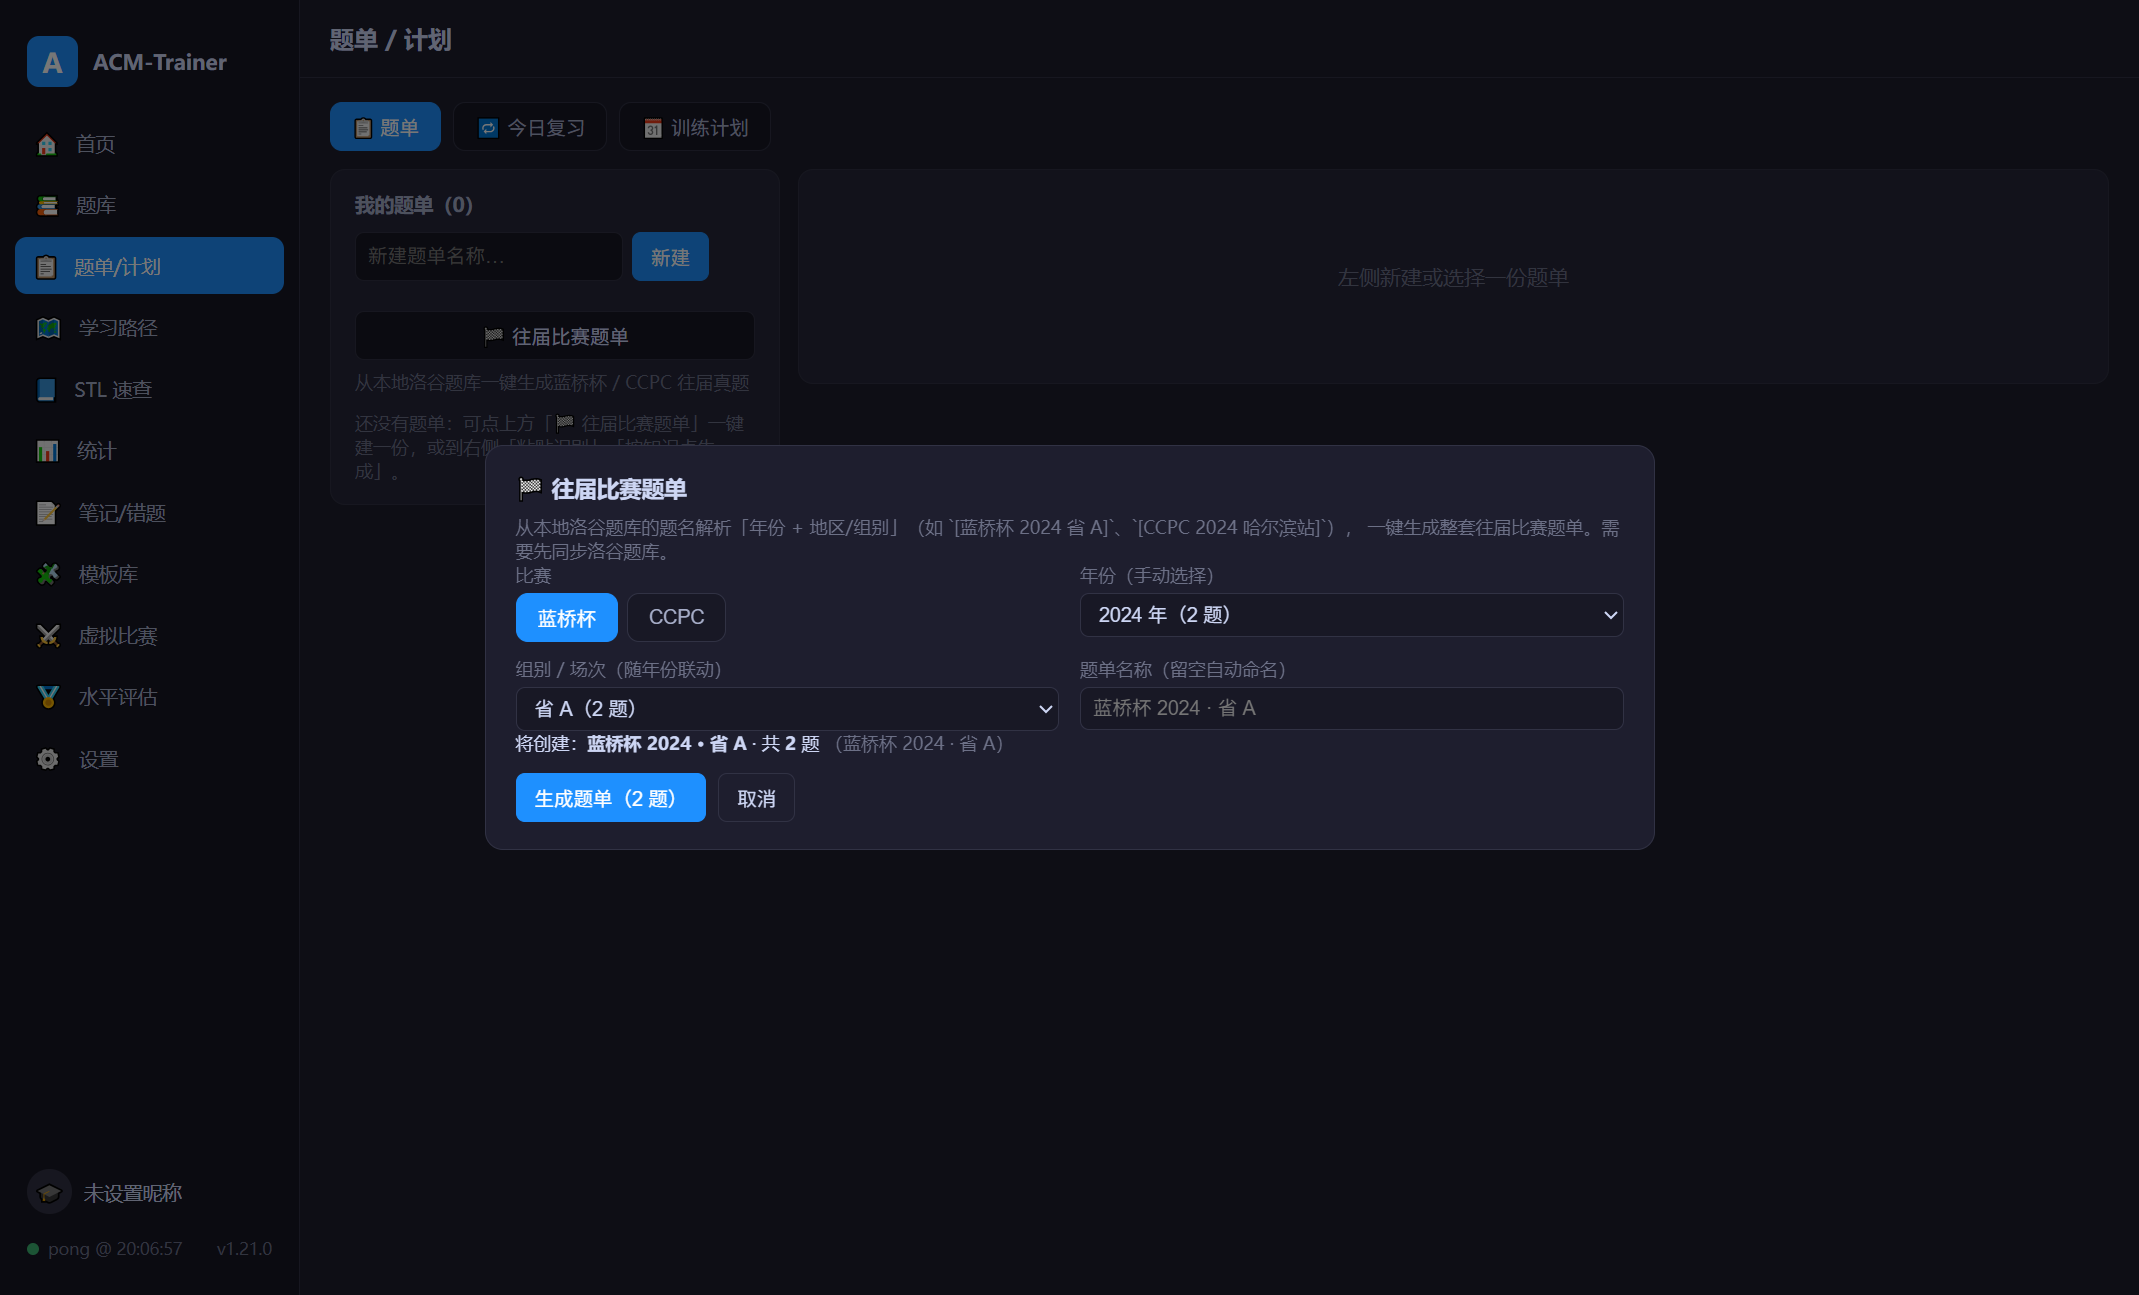 A ACM-Trainer
首页
题库
题单/计划
学习路径
STL 速查
统计
笔记/错题
模板库
虚拟比赛
水平评估
设置
未设置昵称
pong @ 20:06:57 v1.21.0
题单 / 计划
题单 今日复习 训练计划
我的题单（0）
新建题单名称… 新建
往届比赛题单
从本地洛谷题库一键生成蓝桥杯 / CCPC 往届真题
还没有题单：可点上方「 往届比赛题单」一键
建一份，或到右侧「粘贴识别」「按知识点生
成」。
左侧新建或选择一份题单
往届比赛题单
从本地洛谷题库的题名解析「年份 + 地区/组别」（如 `[蓝桥杯 2024 省 A]`、`[CCPC 2024 哈尔滨站]`），一键生成整套往届比赛题单。需
要先同步洛谷题库。
比赛
蓝桥杯 CCPC
年份（手动选择）
2024 年（2 题）
组别 / 场次（随年份联动）
省 A（2 题）
题单名称（留空自动命名）
蓝桥杯 2024 · 省 A
将创建：蓝桥杯 2024 • 省 A · 共 2 题 （蓝桥杯 2024 · 省 A）
生成题单（2 题） 取消